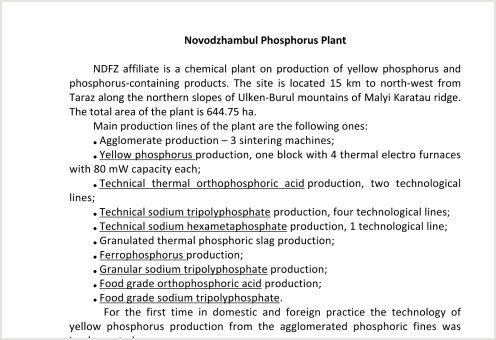 Novodzhambul Phosphorus Plant
NDFZ affiliate is a chemical plant on production of yellow phosphorus and
phosphorus-containing products. The site is located 15 km to north-west from
Taraz along the northern slopes of Ulken-Burul mountains of Malyi Karatau ridge.
The total area of the plant is 644.75 ha.
Main production lines of the plant are the following ones:
• Agglomerate production – 3 sintering machines;
• Yellow phosphorus production, one block with 4 thermal electro furnaces
with 80 mW capacity each;
• Technical thermal orthophosphoric acid production, two technological
lines;
• Technical sodium tripolyphosphate production, four technological lines;
• Technical sodium hexametaphosphate production, 1 technological line;
• Granulated thermal phosphoric slag production;
• Ferrophosphorus production;
• Granular sodium tripolyphosphate production;
• Food grade orthophosphoric acid production;
• Food grade sodium tripolyphosphate.
For the first time in domestic and foreign practice the technology of
yellow phosphorus production from the agglomerated phosphoric fines was